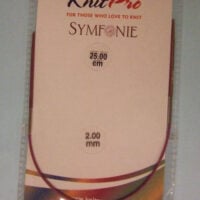 KnitPro
FOR THOSE WHO LOVE TO KNIT
SYMFONIE
25.00
cm
2.00
mm